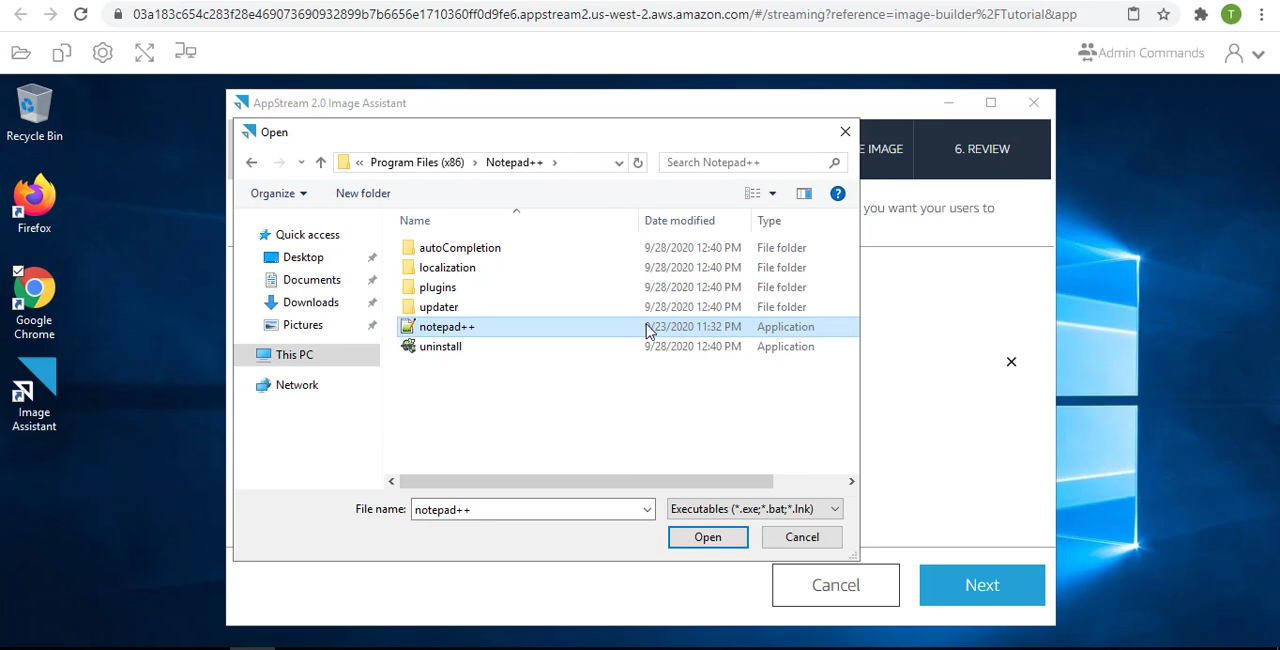 03a183c654c283f28e469073690932899b7b6656e1710360ff0d9fe6.appstream2.us-west-2.aws.amazon.com/#/streaming?reference=image-builder%2FTutorial&app
T
Admin Commands
Recycle Bin
Firefox
Google
Chrome
Image
Assistant
AppStream 2.0 Image Assistant
E IMAGE
6. REVIEW
you want your users to
Open
« Program Files (x86) > Notepad++ >
Search Notepad++
Organize
New folder
Name
Date modified
Type
Quick access
Desktop
Documents
Downloads
Pictures
This PC
Network
autoCompletion 9/28/2020 12:40 PM File folder
localization 9/28/2020 12:40 PM File folder
plugins 9/28/2020 12:40 PM File folder
updater 9/28/2020 12:40 PM File folder
notepad++ /23/2020 11:32 PM Application
uninstall 9/28/2020 12:40 PM Application
File name: notepad++
Executables (*.exe;*.bat;*.lnk)
Open
Cancel
Cancel
Next